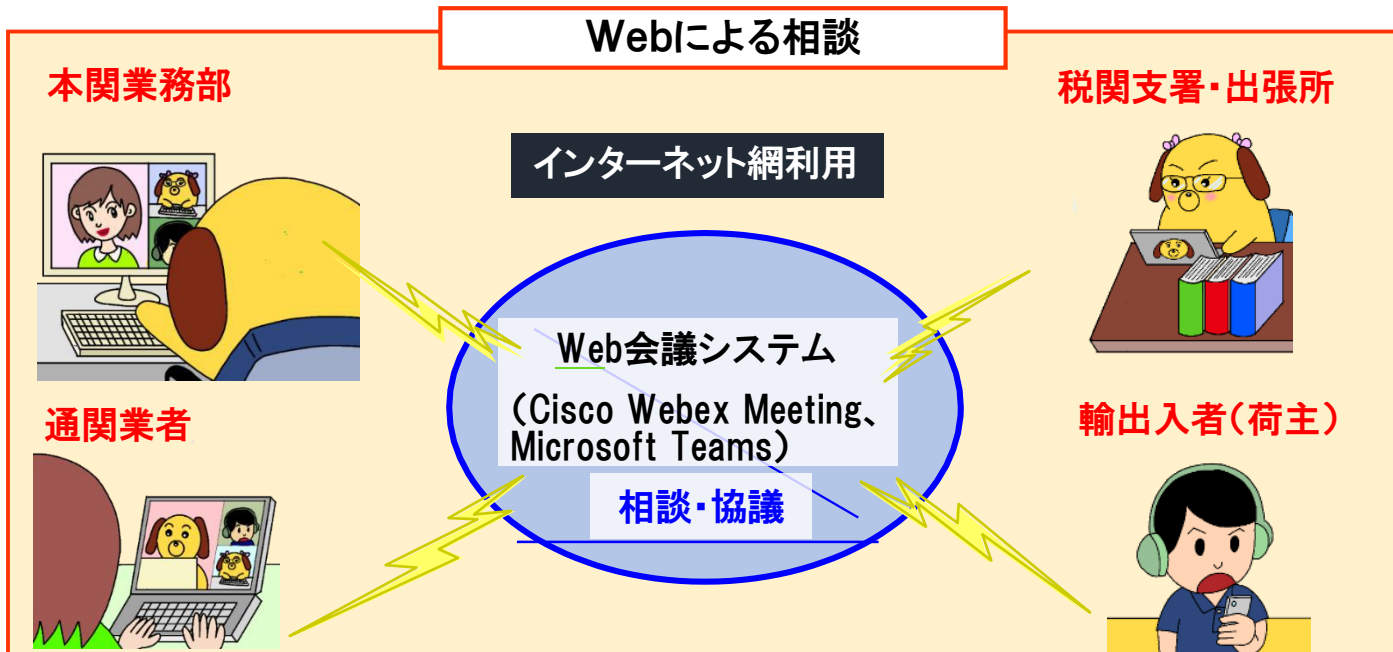 Webによる相談
本関業務部
税関支署・出張所
インターネット網利用
Web会議システム
（Cisco Webex Meeting、
Microsoft Teams）
通関業者
輸出入者（荷主）
相談・協議